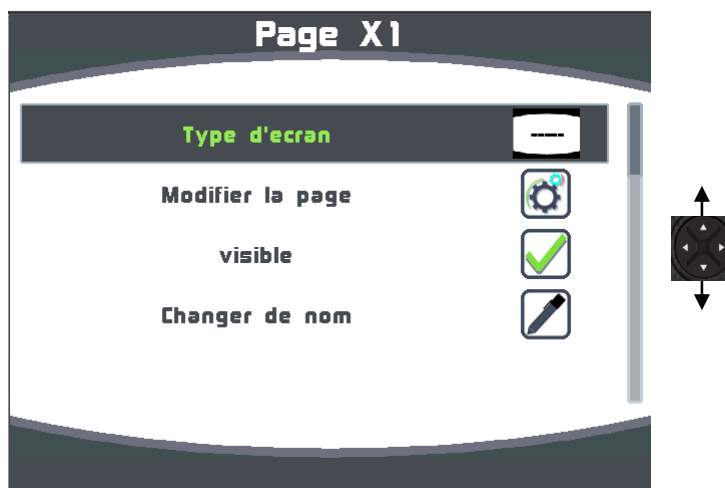 Page X1
Type d'ecran
-----
Modifier la page
visible
Changer de nom